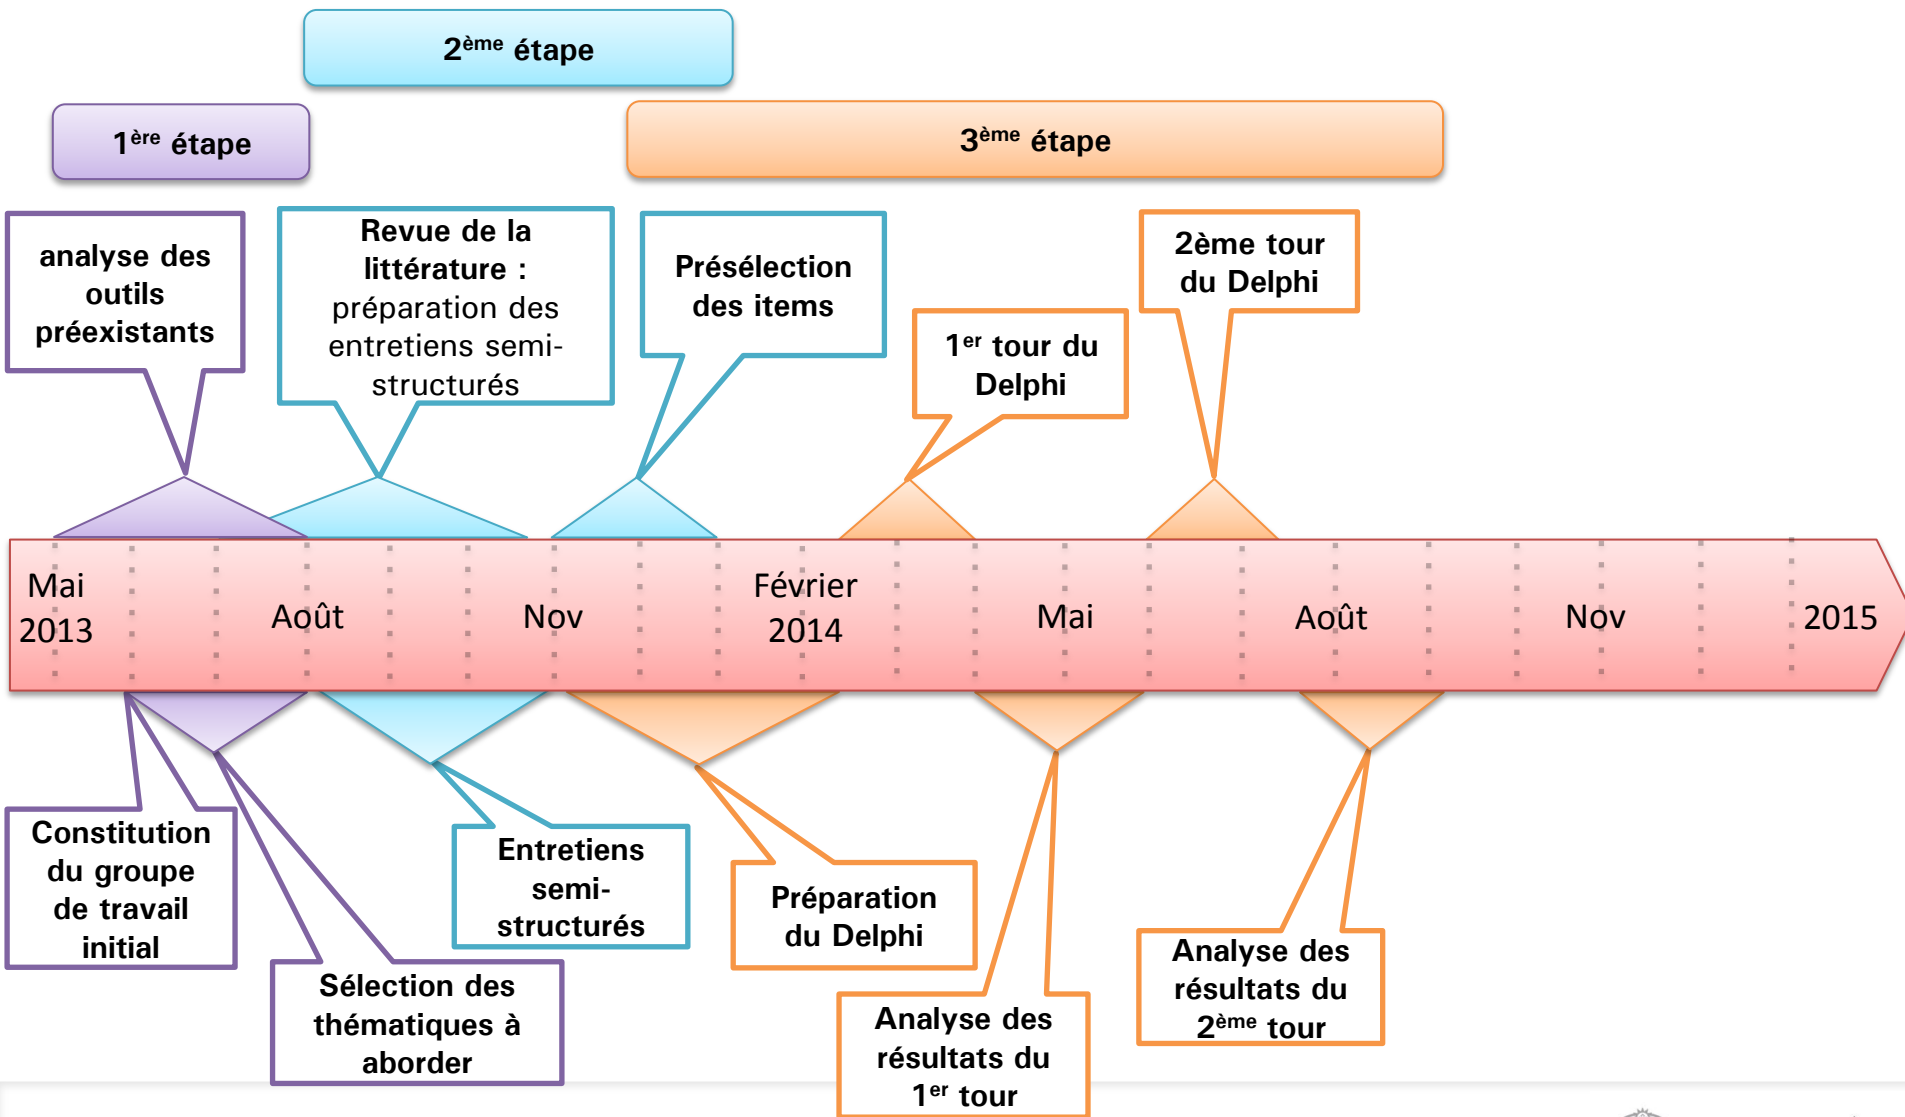 2ème étape
1ère étape
3ème étape
analyse des
outils
préexistants
Revue de la
littérature :
préparation des
entretiens semi-
structurés
Présélection
des items
1er tour du
Delphi
2ème tour
du Delphi
Mai
2013
Août
Nov
Février
2014
Mai
Août
Nov
2015
Constitution
du groupe
de travail
initial
Sélection des
thématiques à
aborder
Entretiens
semi-
structurés
Préparation
du Delphi
Analyse des
résultats du
1er tour
Analyse des
résultats du
2ème tour